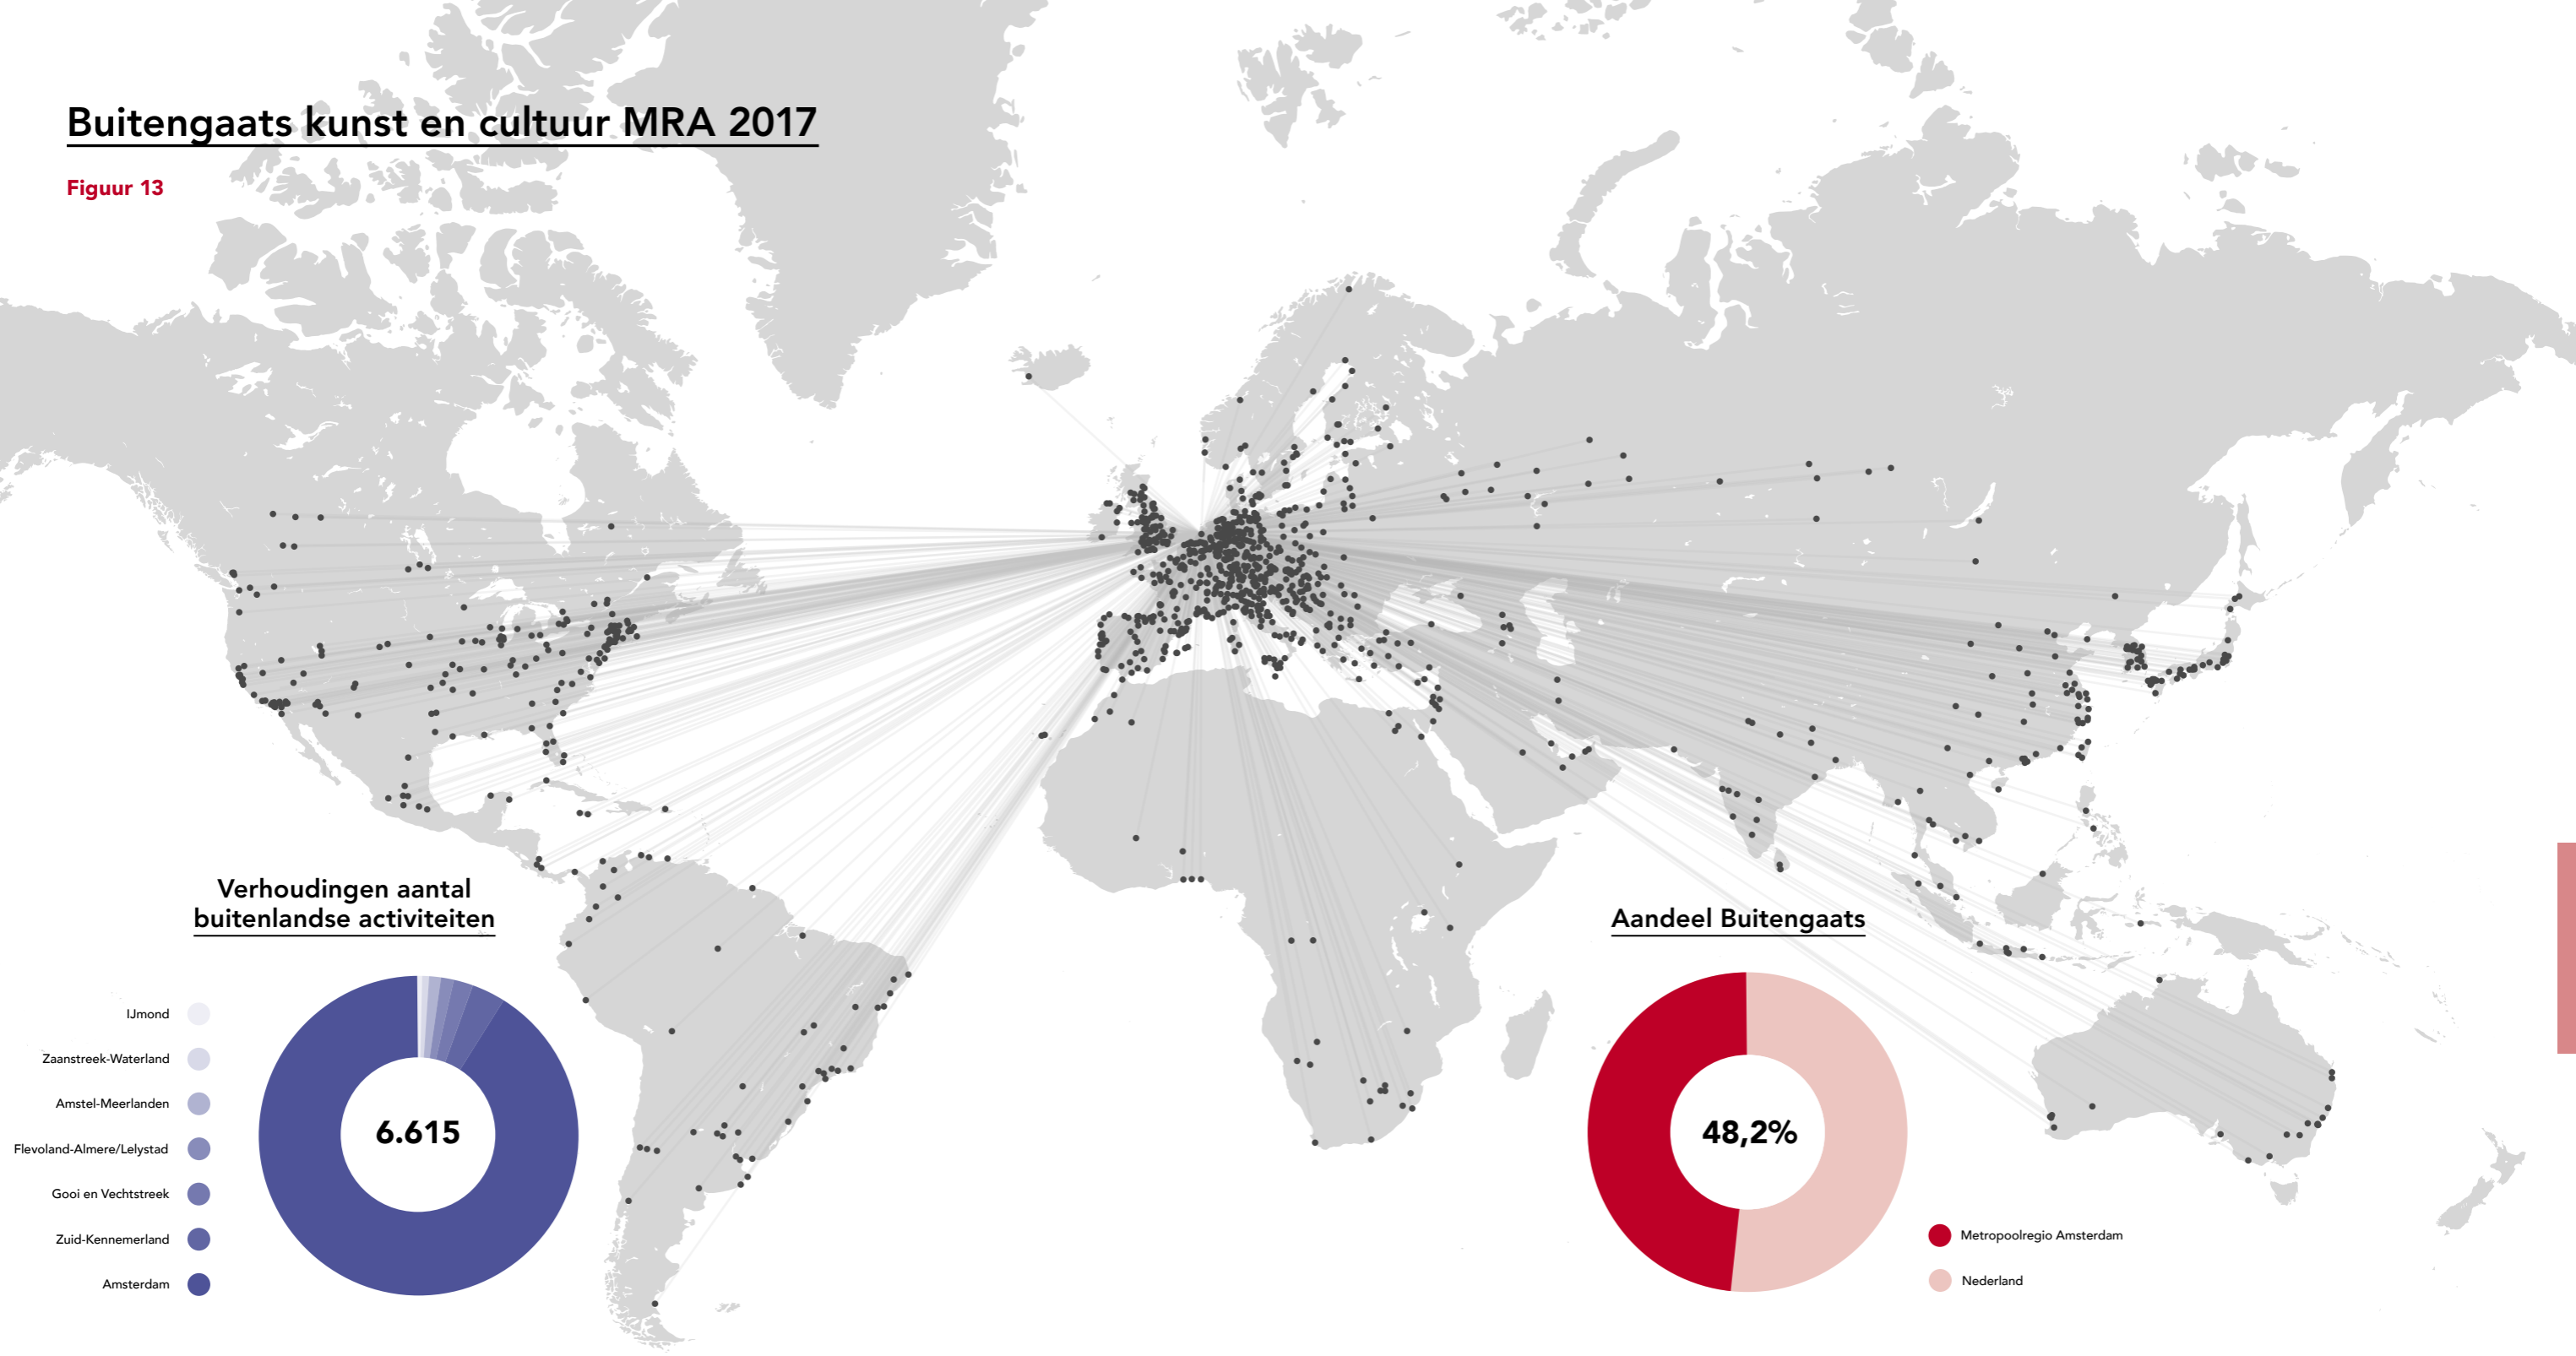 Buitengaats kunst en cultuur MRA 2017
Figuur 13
Verhoudingen aantal
buitenlandse activiteiten
IJmond
Zaanstreek-Waterland
Amstel-Meerlanden
Flevoland-Almere/Lelystad
Gooi en Vechtstreek
Zuid-Kennemerland
Amsterdam
6.615
Aandeel Buitengaats
48,2%
Metropoolregio Amsterdam
Nederland